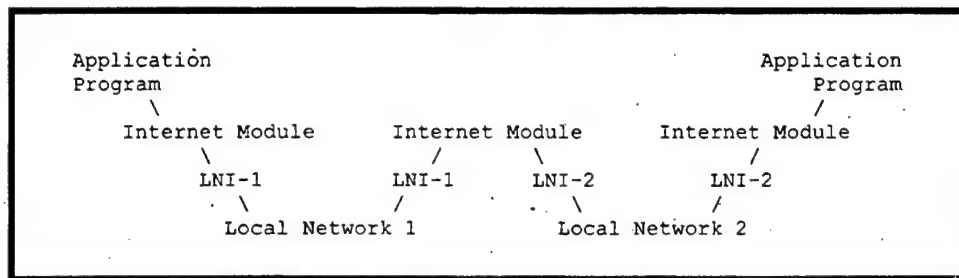 Application Application
Program Program
\ /
Internet Module Internet Module Internet Module
\ / \ /
LNI-1 LNI-1 LNI-2 LNI-2
\ / \ /
Local Network 1 Local Network 2